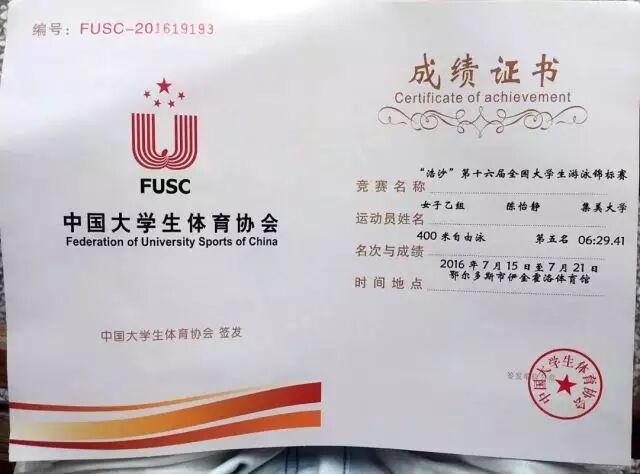 编号：FUSC-201619193
FUSC
中国大学生体育协会
Federation of University Sports of China
中国大学生体育协会 签发
成绩证书
Certificate of achievement
“浩沙”第十六届全国大学生游泳锦标赛
竞赛名称
女子乙组 陈怡静 集美大学
运动员姓名
400米自由泳 第五名 06:29.41
名次与成绩
2016年7月15日至7月21日
时间地点
鄂尔多斯市伊金霍洛体育馆
中国大学生体育协会